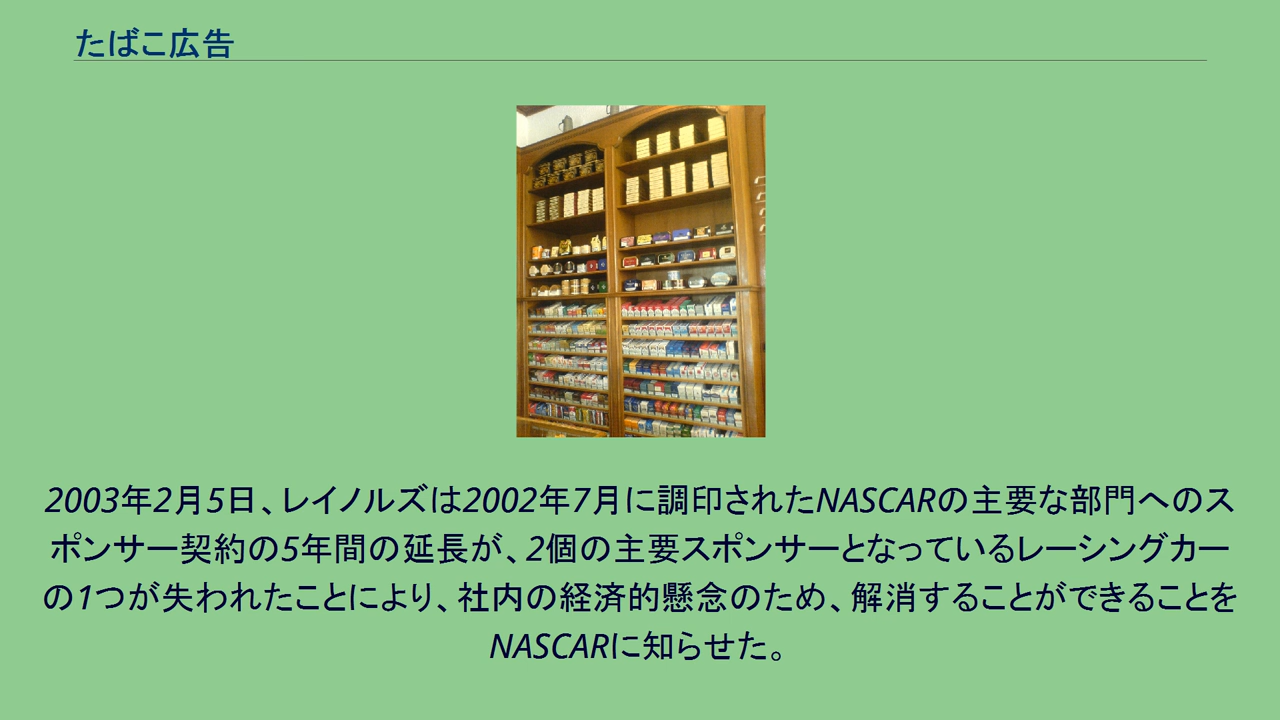 たばこ広告
2003年2月5日、レイノルズは2002年7月に調印されたNASCARの主要な部門へのス
ポンサー契約の5年間の延長が、2個の主要スポンサーとなっているレーシングカー
の1つが失われたことにより、社内の経済的懸念のため、解消することができることを
NASCARに知らせた。